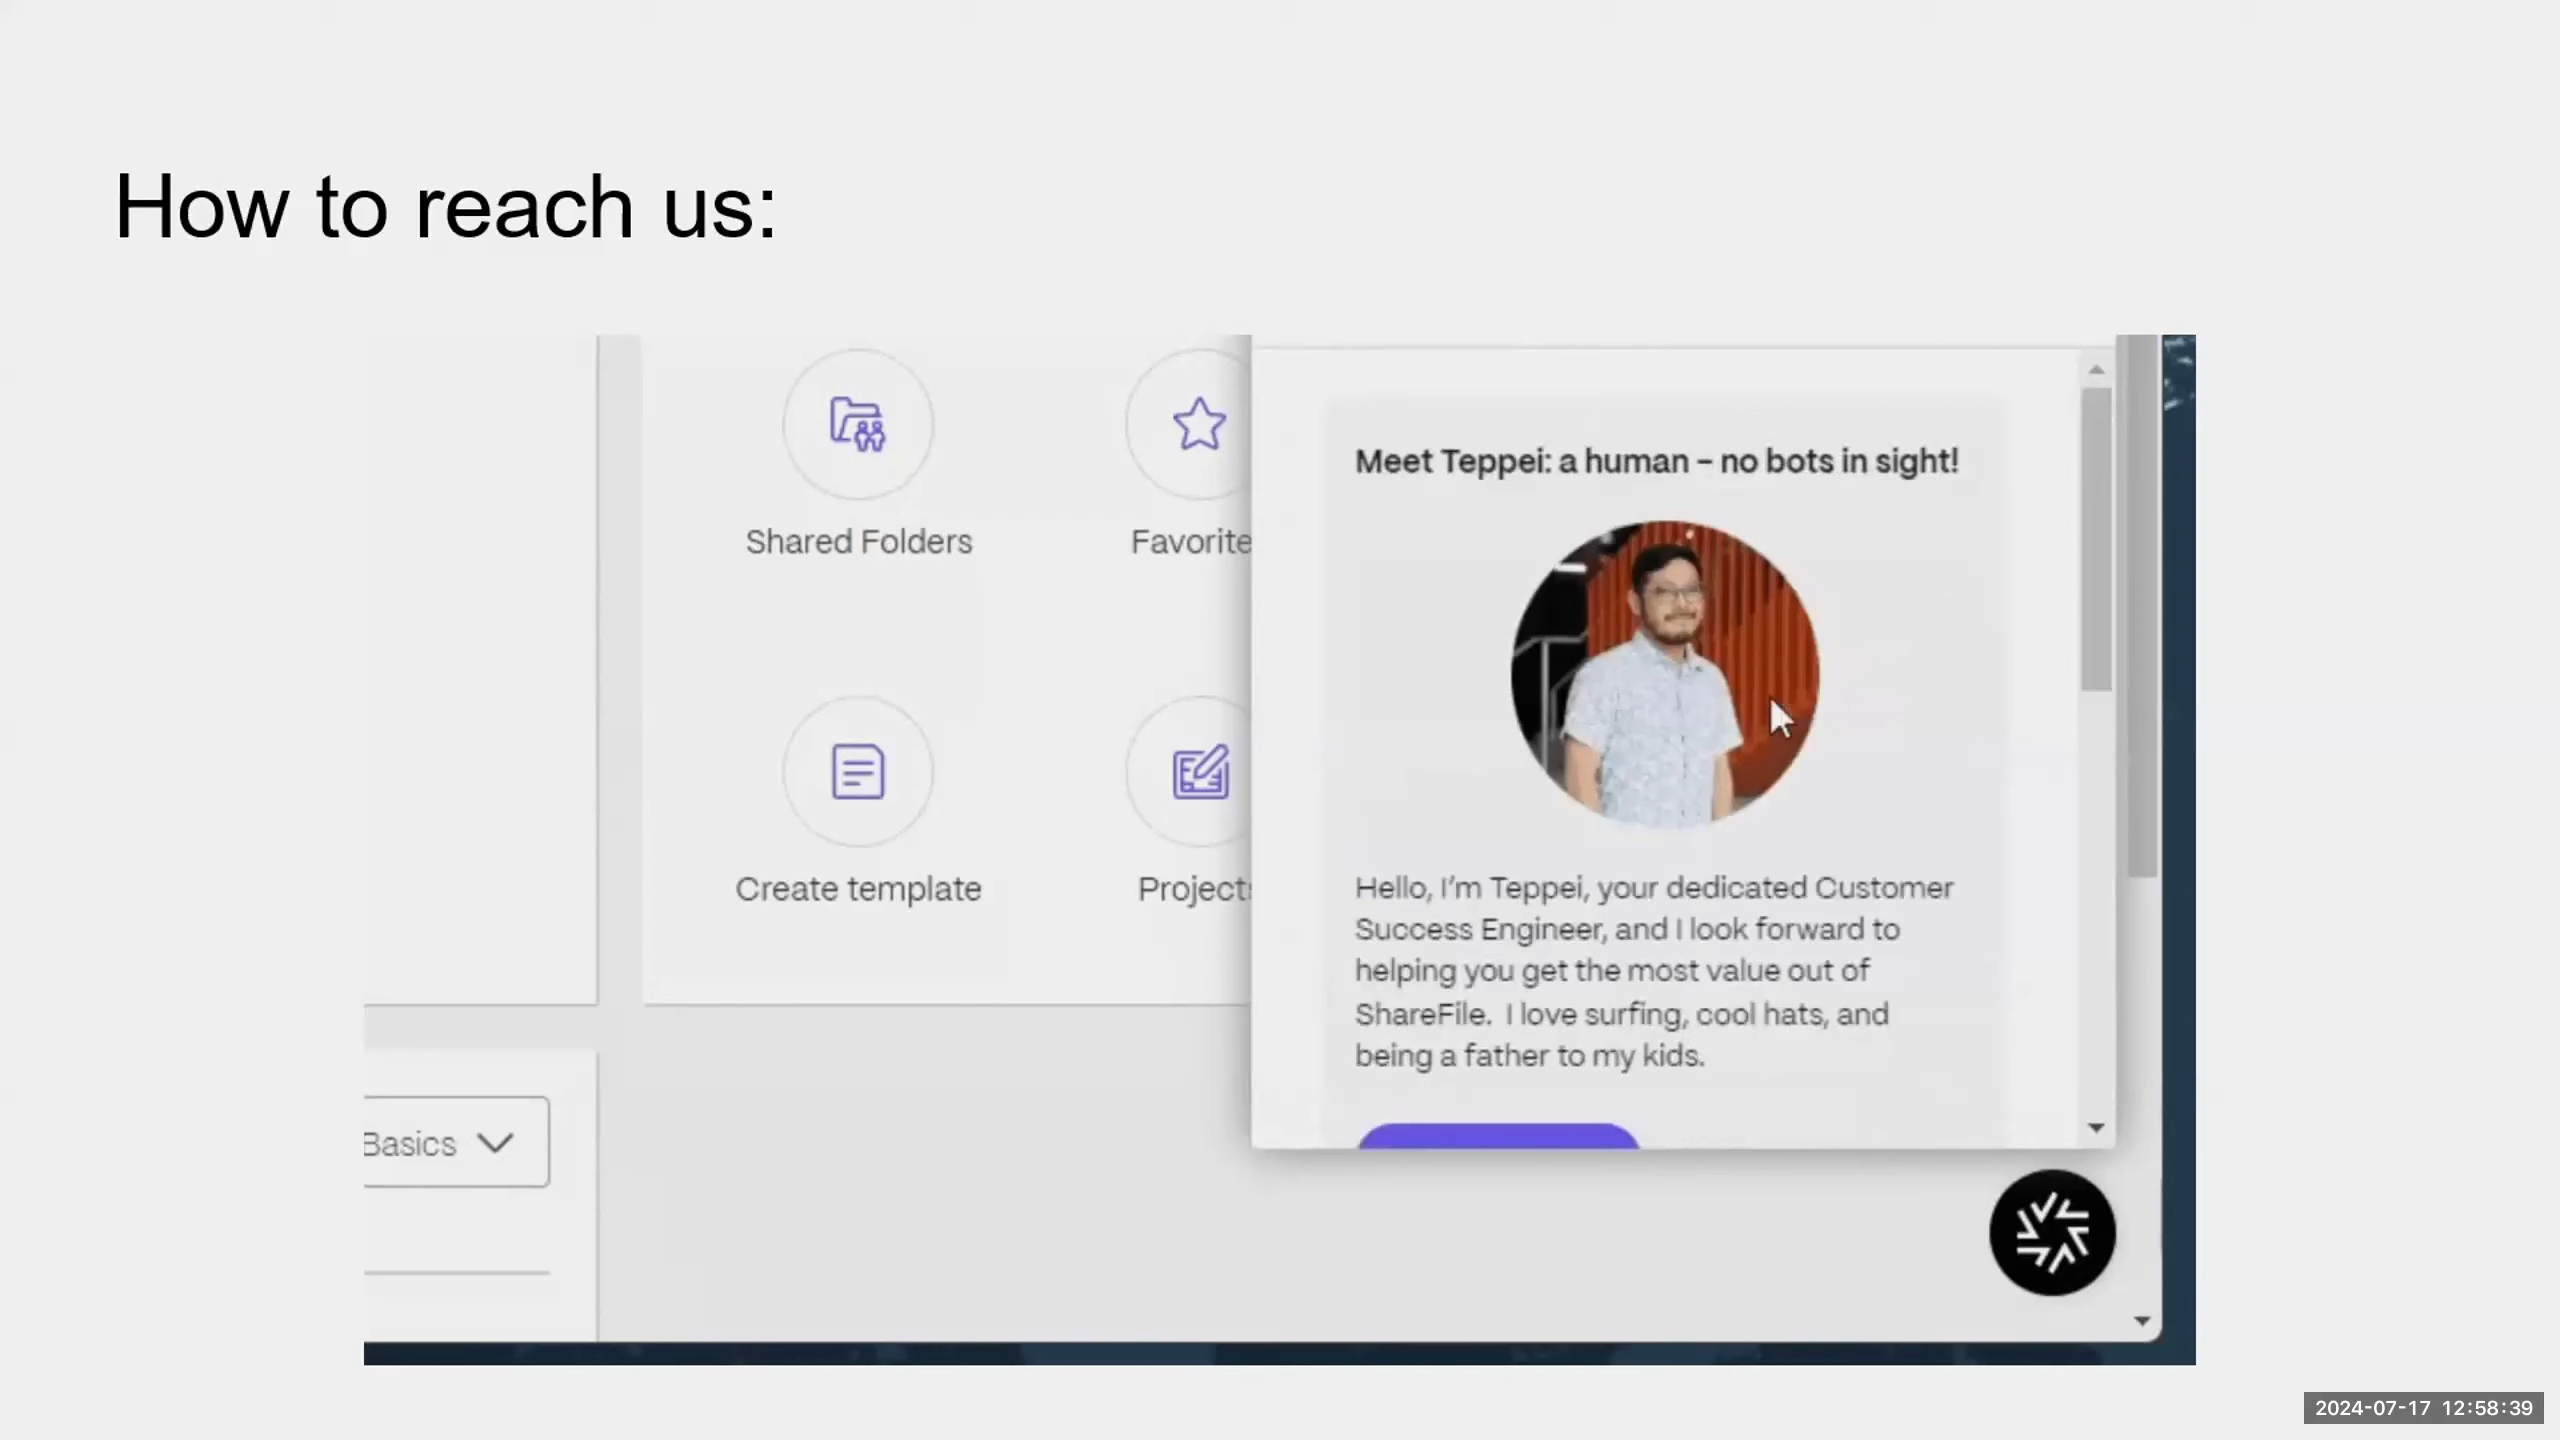 How to reach us:
Shared Folders
Favorite
Create template
Project
Basics
Meet Teppei: a human – no bots in sight!
Hello, I'm Teppei, your dedicated Customer
Success Engineer, and I look forward to
helping you get the most value out of
ShareFile.  I love surfing, cool hats, and
being a father to my kids.
2024-07-17 12:58:39